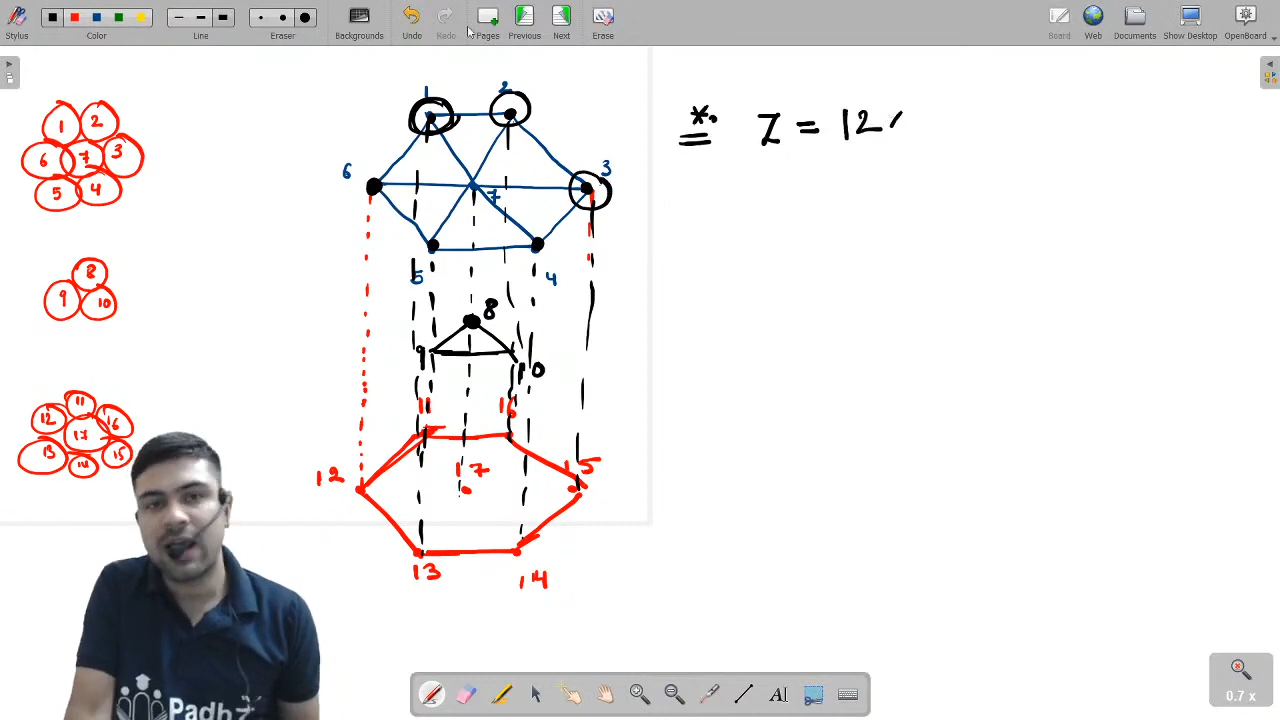 Stylus
Color
Line
Eraser
Backgrounds
Undo
Redo
Pages
Previous
Next
Erase
Board
Web
Documents
Show Desktop
OpenBoard
1 2
6 7 3
5 4
8
9 10
11
12 16
17
13 15
14
1 2
6 3
7
5 4
8
9 10
11 16
12 17 15
13 14
*. Z = 12
Padh
0.7 x